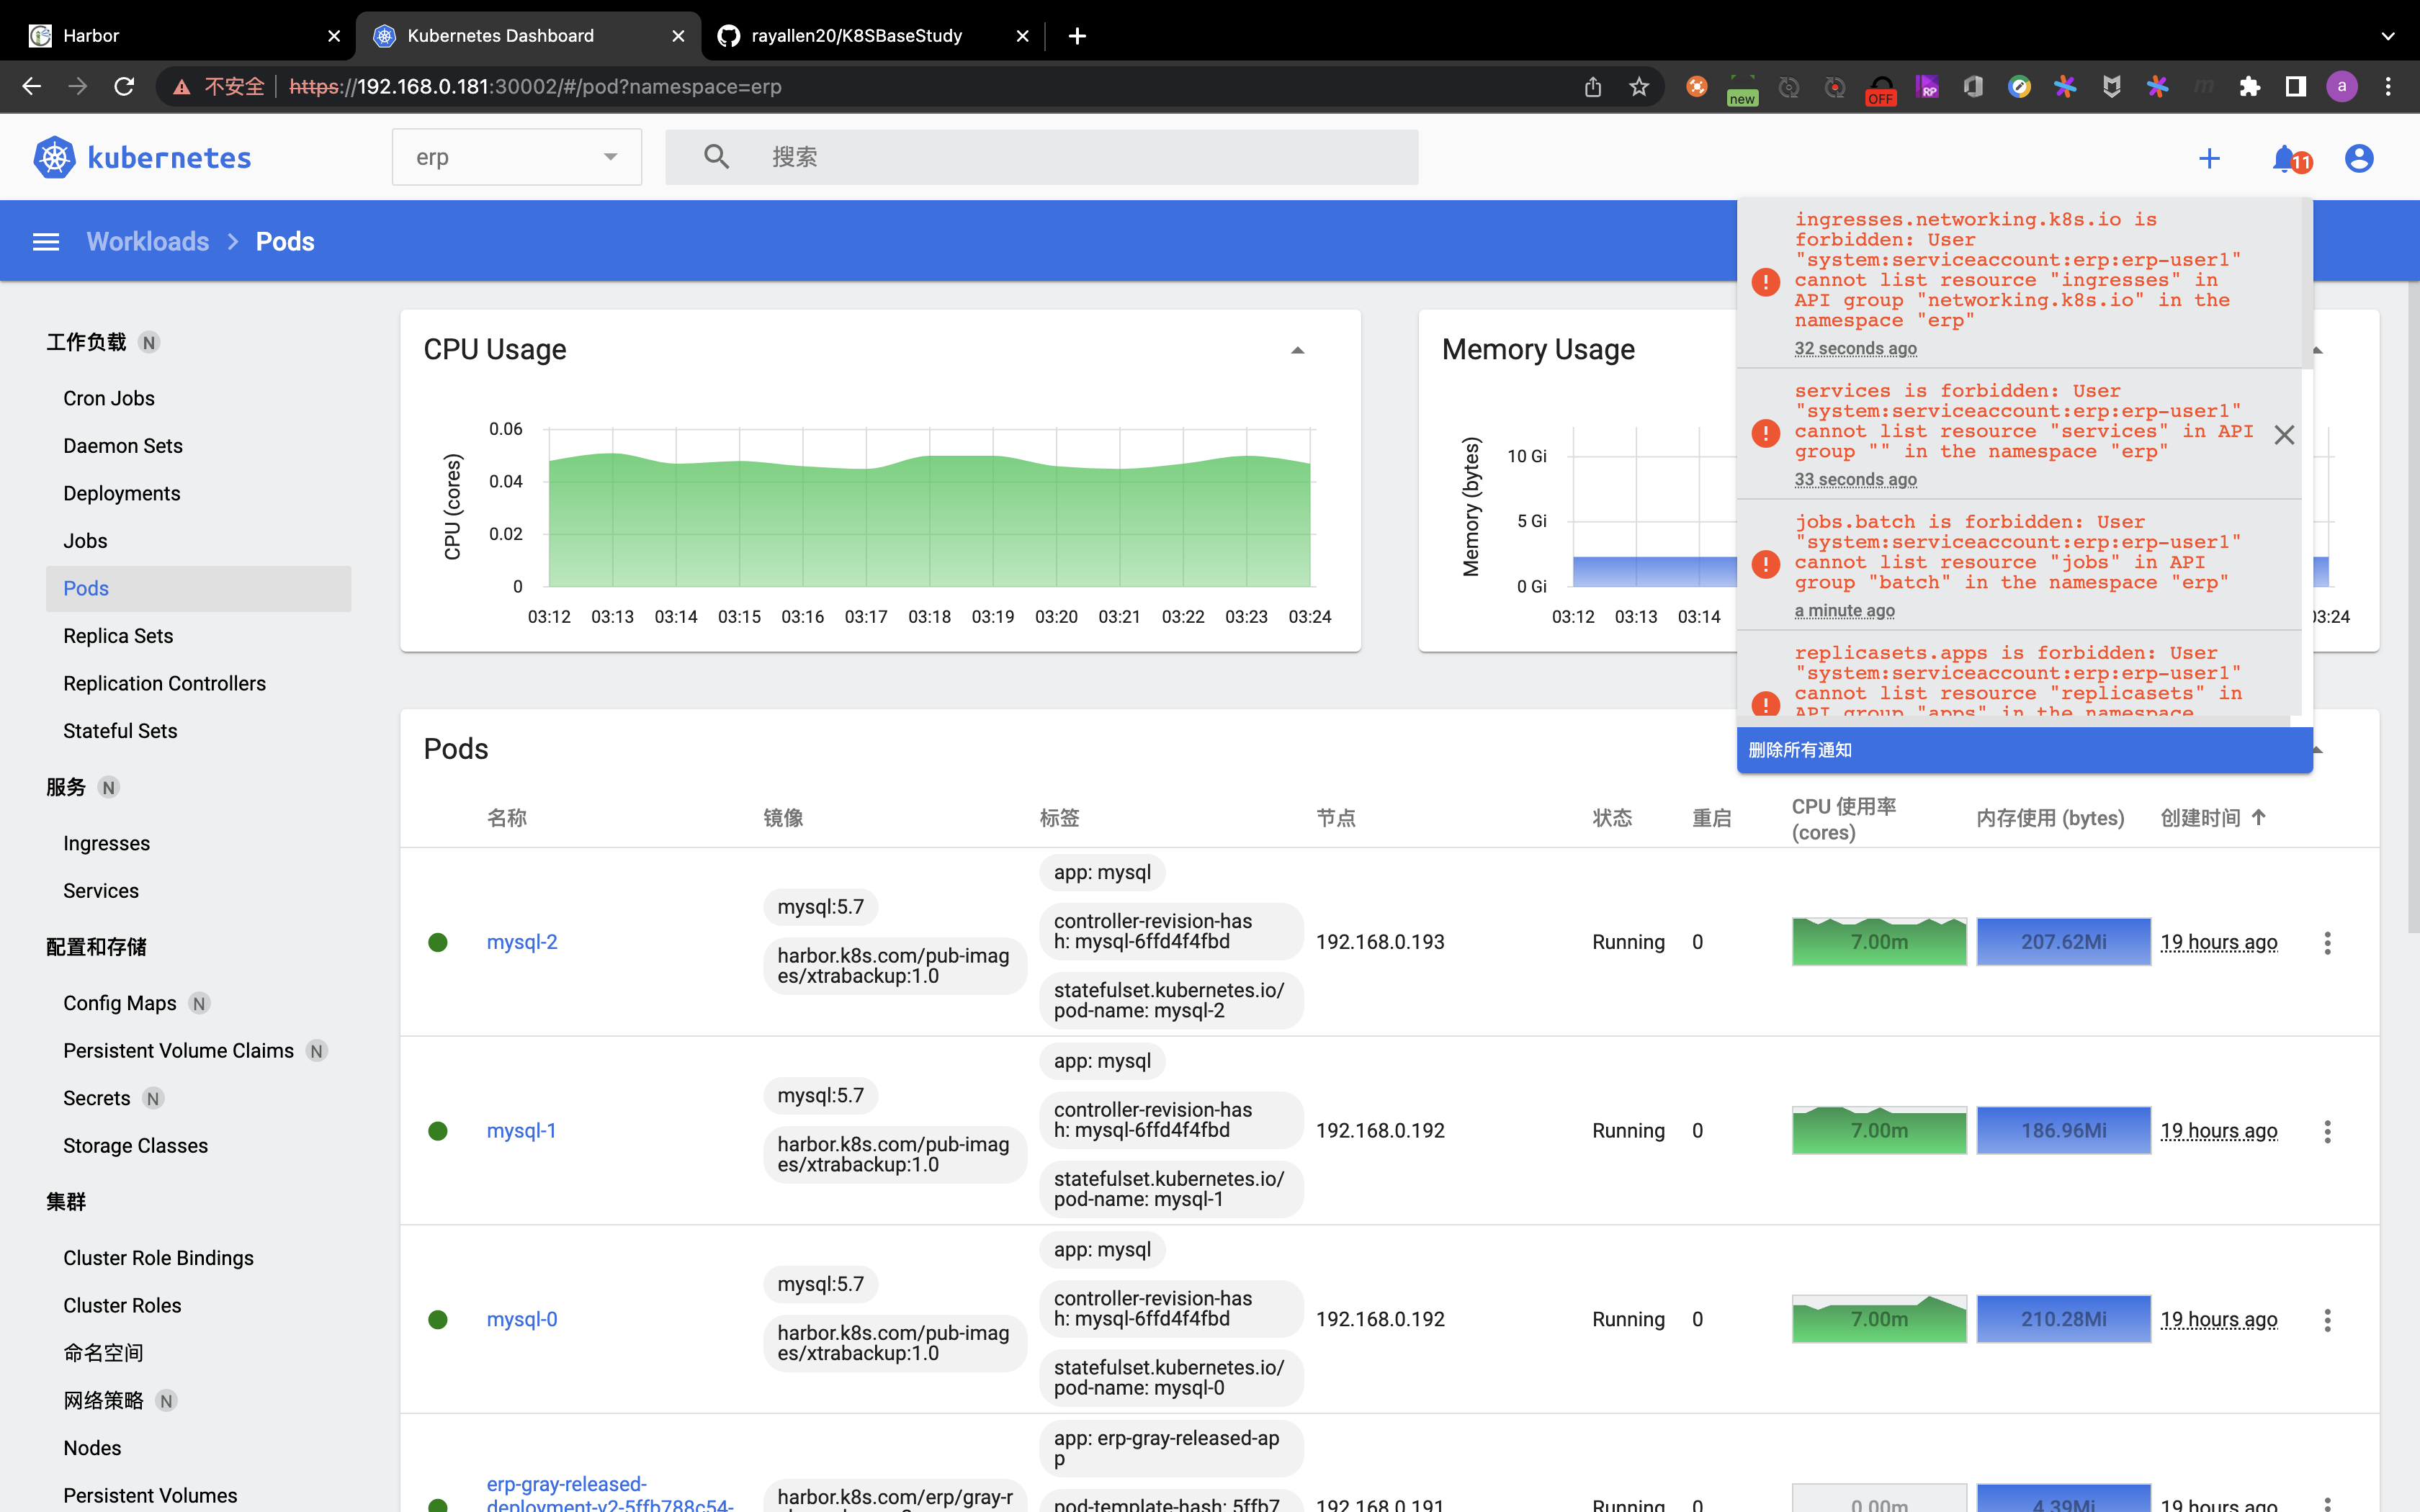 Harbor
Kubernetes Dashboard
rayallen20/K8SBaseStudy
不安全
https://192.168.0.181:30002/#/pod?namespace=erp
new
OFF
RP
a
kubernetes
erp
搜索
11
Workloads
Pods
ingresses.networking.k8s.io is
forbidden: User
"system:serviceaccount:erp:erp-user1"
cannot list resource "ingresses" in
API group "networking.k8s.io" in the
namespace "erp"
32 seconds ago
services is forbidden: User
"system:serviceaccount:erp:erp-user1"
cannot list resource "services" in API
group "" in the namespace "erp"
33 seconds ago
jobs.batch is forbidden: User
"system:serviceaccount:erp:erp-user1"
cannot list resource "jobs" in API
group "batch" in the namespace "erp"
a minute ago
replicasets.apps is forbidden: User
"system:serviceaccount:erp:erp-user1"
cannot list resource "replicasets" in
API group "apps" in the namespace
删除所有通知
工作负载 N
Cron Jobs
Daemon Sets
Deployments
Jobs
Pods
Replica Sets
Replication Controllers
Stateful Sets
服务 N
Ingresses
Services
配置和存储
Config Maps N
Persistent Volume Claims N
Secrets N
Storage Classes
集群
Cluster Role Bindings
Cluster Roles
命名空间
网络策略 N
Nodes
Persistent Volumes
CPU Usage
CPU (cores)
0.06
0.04
0.02
0
03:12 03:13 03:14 03:15 03:16 03:17 03:18 03:19 03:20 03:21 03:22 03:23 03:24
Memory Usage
Memory (bytes)
10 Gi
5 Gi
0 Gi
03:12 03:13 03:14
03:24
Pods
名称 镜像 标签 节点 状态 重启 CPU 使用率 (cores) 内存使用 (bytes) 创建时间
mysql-2
mysql:5.7
harbor.k8s.com/pub-imag
es/xtrabackup:1.0
app: mysql
controller-revision-has
h: mysql-6ffd4f4fbd
statefulset.kubernetes.io/
pod-name: mysql-2
192.168.0.193
Running
0
7.00m
207.62Mi
19 hours ago
mysql-1
mysql:5.7
harbor.k8s.com/pub-imag
es/xtrabackup:1.0
app: mysql
controller-revision-has
h: mysql-6ffd4f4fbd
statefulset.kubernetes.io/
pod-name: mysql-1
192.168.0.192
Running
0
7.00m
186.96Mi
19 hours ago
mysql-0
mysql:5.7
harbor.k8s.com/pub-imag
es/xtrabackup:1.0
app: mysql
controller-revision-has
h: mysql-6ffd4f4fbd
statefulset.kubernetes.io/
pod-name: mysql-0
192.168.0.192
Running
0
7.00m
210.28Mi
19 hours ago
erp-gray-released-
deployment-v2-5ffb788c54-
harbor.k8s.com/erp/gray-r
app: erp-gray-released-ap
p
pod-template-hash: 5ffb7
192.168.0.191
Running
0
0.00m
4.39Mi
19 hours ago